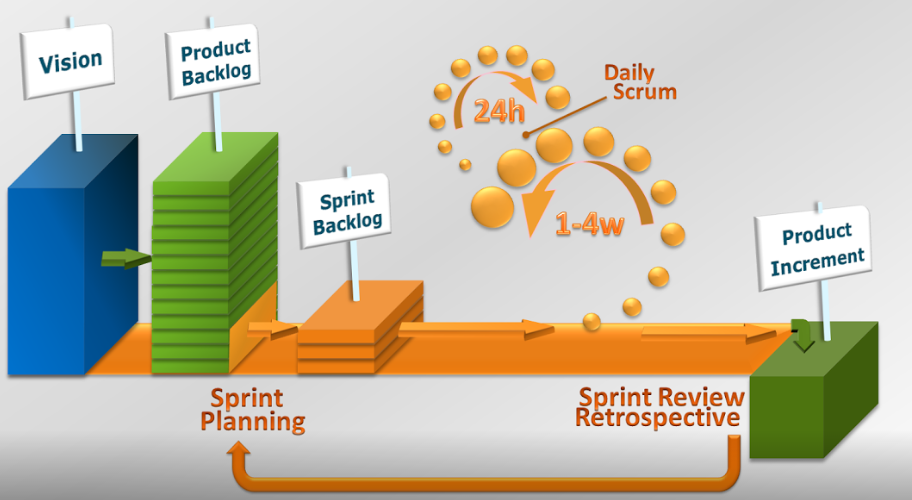 Vision
Product
Backlog
Sprint
Backlog
24h
Daily
Scrum
1-4w
Product
Increment
Sprint
Planning
Sprint Review
Retrospective